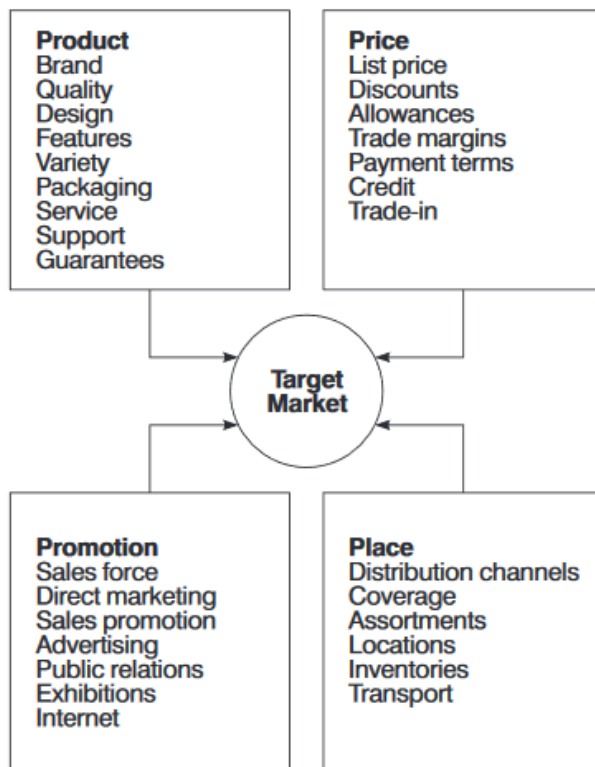 Product
Brand
Quality
Design
Features
Variety
Packaging
Service
Support
Guarantees
Price
List price
Discounts
Allowances
Trade margins
Payment terms
Credit
Trade-in
Target
Market
Promotion
Sales force
Direct marketing
Sales promotion
Advertising
Public relations
Exhibitions
Internet
Place
Distribution channels
Coverage
Assortments
Locations
Inventories
Transport